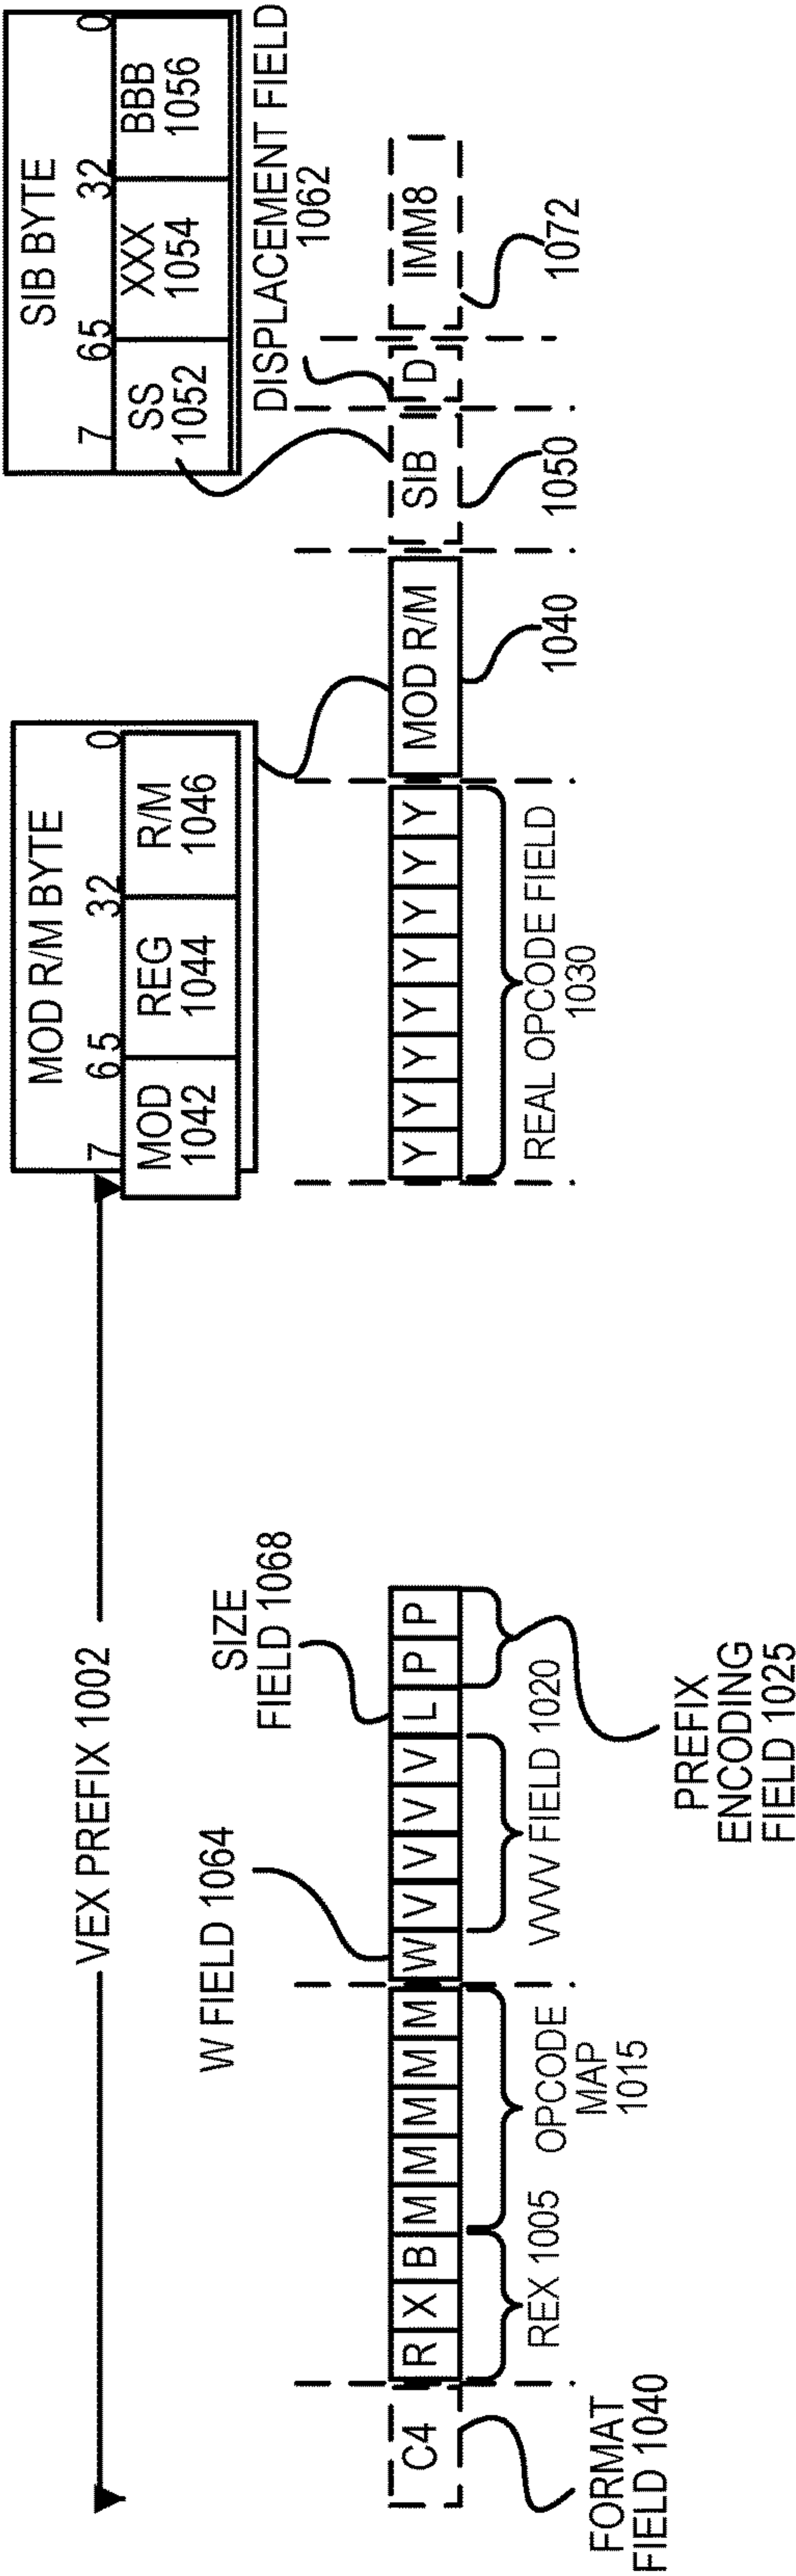 VEX PREFIX 1002
MOD R/M BYTE
7 6 5 3 2 0
MOD
1042
REG
1044
R/M
1046
SIB BYTE
7 6 5 3 2 0
SS
1052
XXX
1054
BBB
1056
DISPLACEMENT FIELD
1062
W FIELD 1064
SIZE
FIELD 1068
C4 R X B M M M M M W V V V V L P P Y Y Y Y Y Y Y Y MOD R/M SIB D IMM8
FORMAT
FIELD 1040
REX 1005
OPCODE
MAP
1015
VVVV FIELD 1020
PREFIX
ENCODING
FIELD 1025
REAL OPCODE FIELD
1030
1040
1050
1072